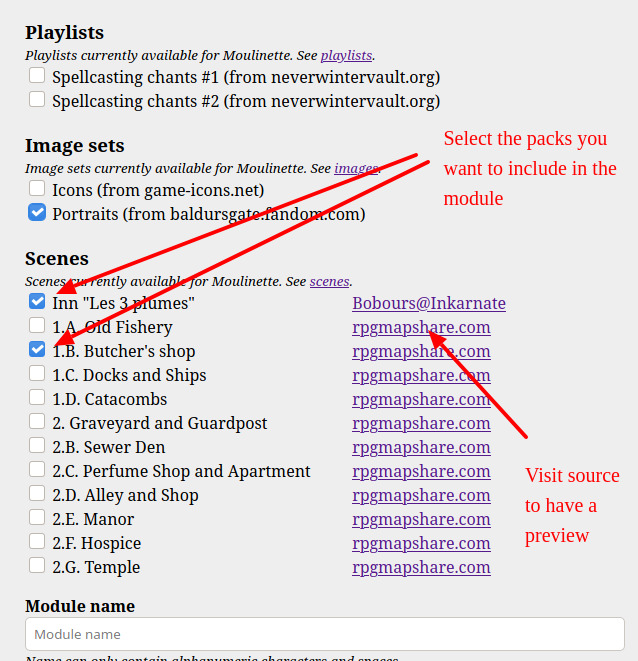 Playlists
Playlists currently available for Moulinette. See playlists.
Spellcasting chants #1 (from neverwintervault.org)
Spellcasting chants #2 (from neverwintervault.org)
Image sets
Image sets currently available for Moulinette. See images.
Icons (from game-icons.net)
Portraits (from baldursgate.fandom.com)
Select the packs you
want to include in the
module
Scenes
Scenes currently available for Moulinette. See scenes.
Inn "Les 3 plumes" Bobours@Inkarnate
1.A. Old Fishery rpgmapshare.com
1.B. Butcher's shop rpgmapshare.com
1.C. Docks and Ships rpgmapshare.com
1.D. Catacombs rpgmapshare.com
2. Graveyard and Guardpost rpgmapshare.com
2.B. Sewer Den rpgmapshare.com
2.C. Perfume Shop and Apartment rpgmapshare.com
2.D. Alley and Shop rpgmapshare.com
2.E. Manor rpgmapshare.com
2.F. Hospice rpgmapshare.com
2.G. Temple rpgmapshare.com
Visit source
to have a
preview
Module name
Module name
Name can only contain alphanumeric characters and spaces